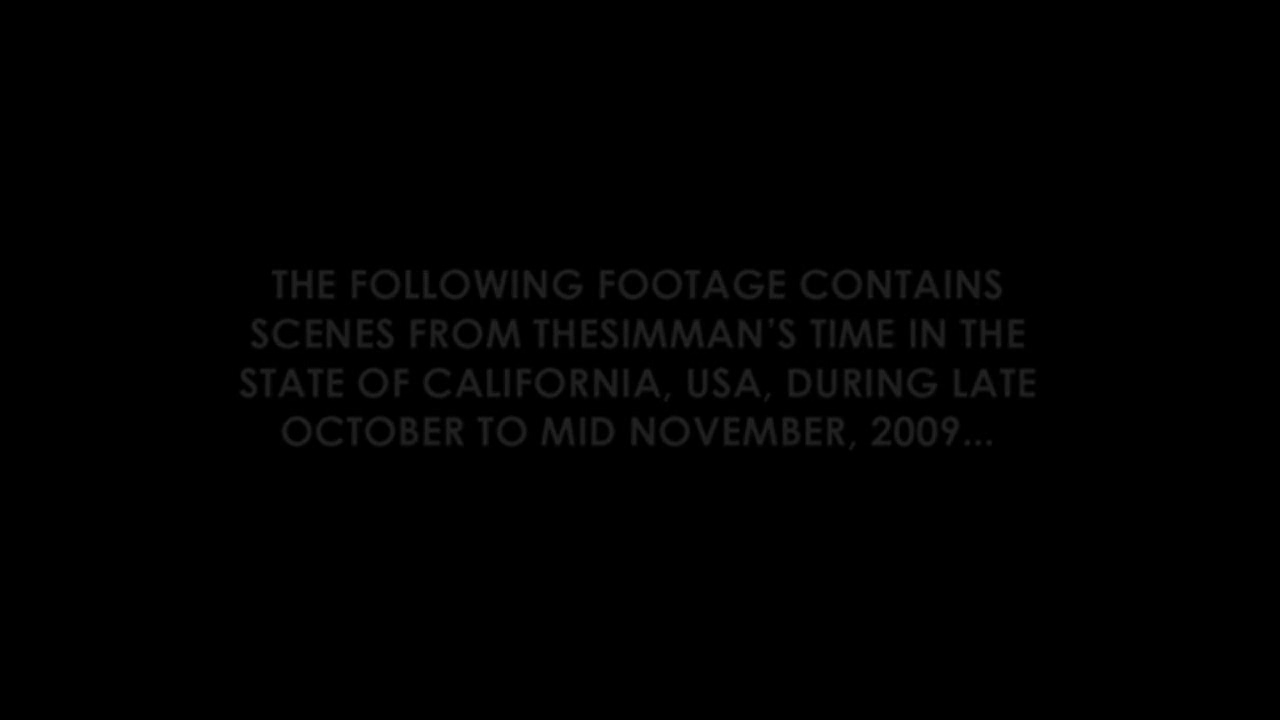 THE FOLLOWING FOOTAGE CONTAINS
SCENES FROM THESIMMAN'S TIME IN THE
STATE OF CALIFORNIA, USA, DURING LATE
OCTOBER TO MID NOVEMBER, 2009...